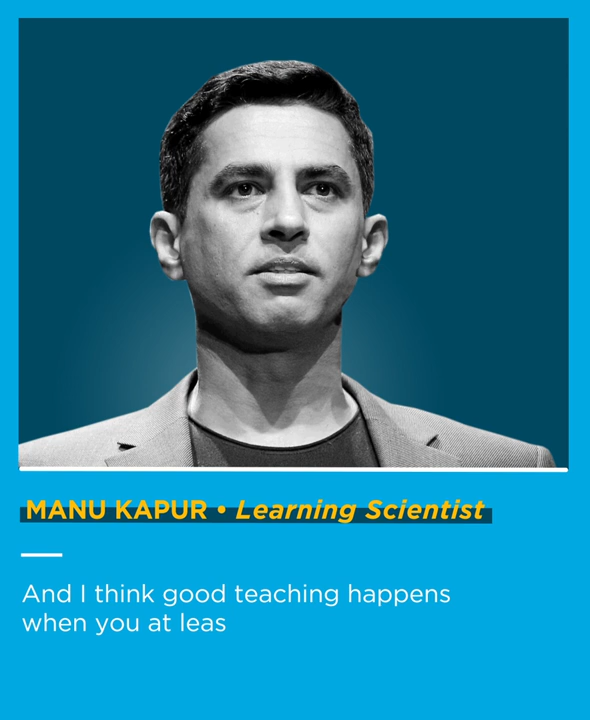 MANU KAPUR • Learning Scientist
And I think good teaching happens
when you at leas